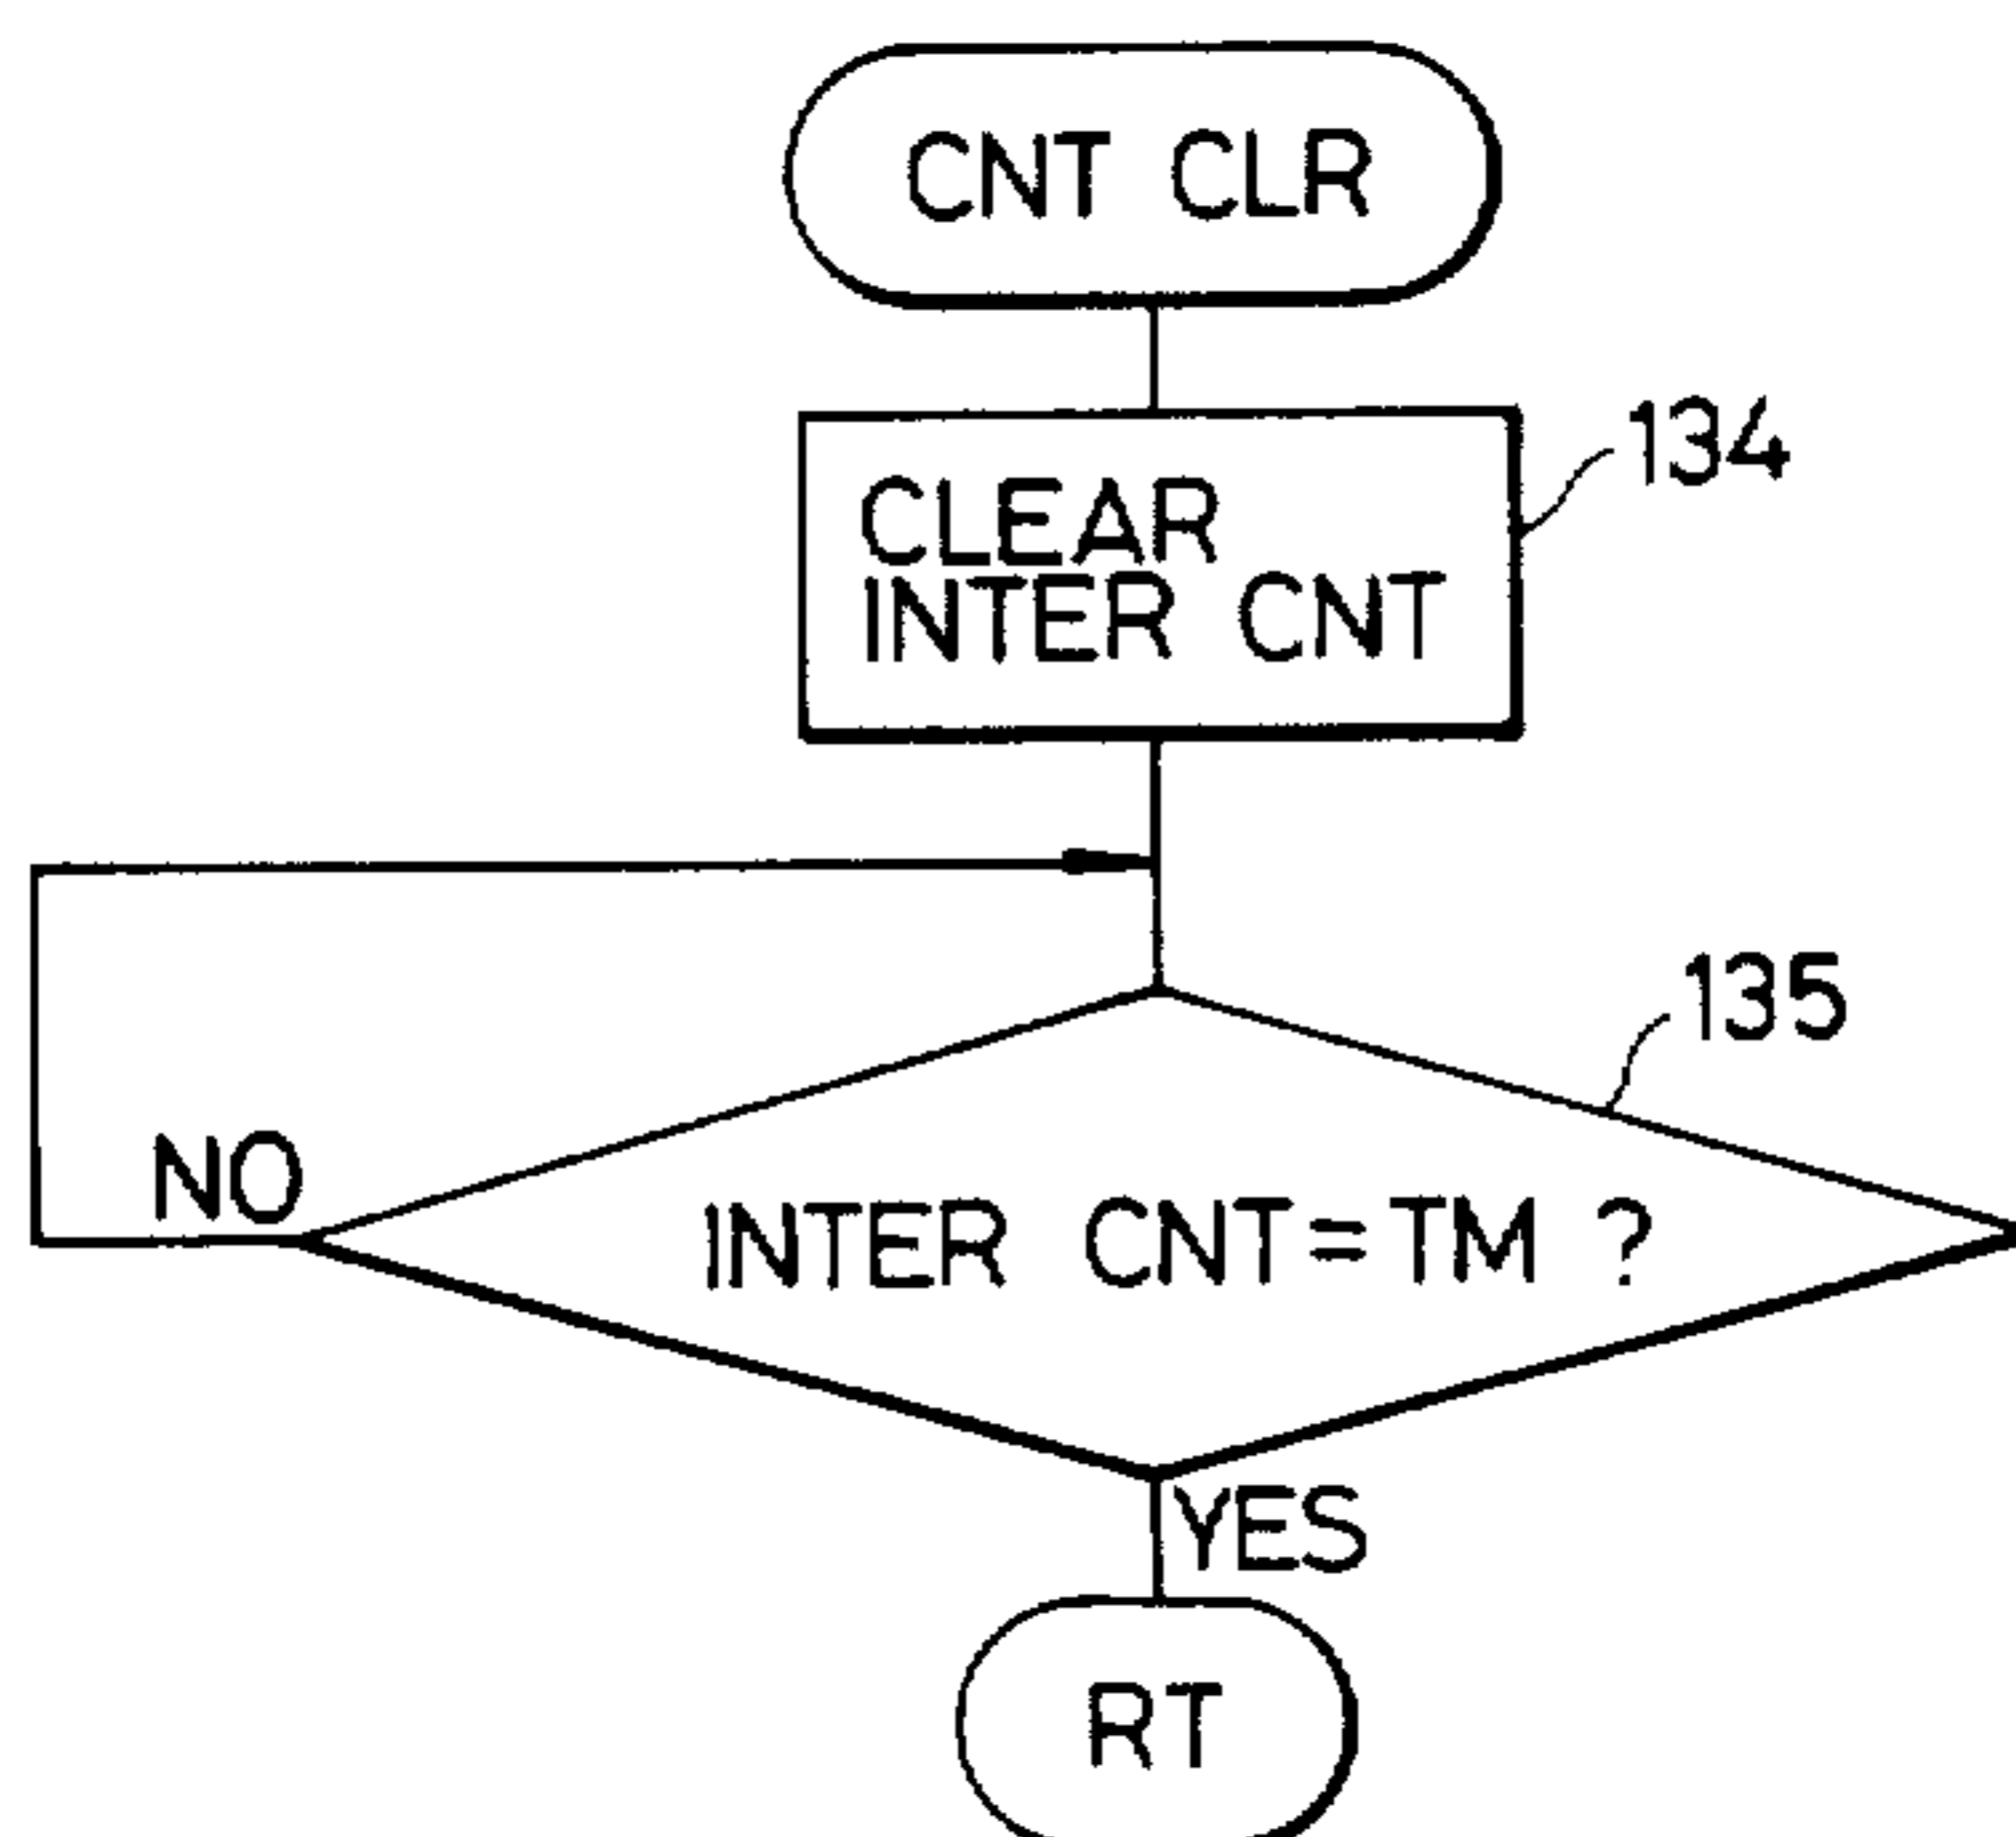 CNT CLR
134
CLEAR
INTER CNT
135
NO
INTER CNT=TM ?
YES
RT